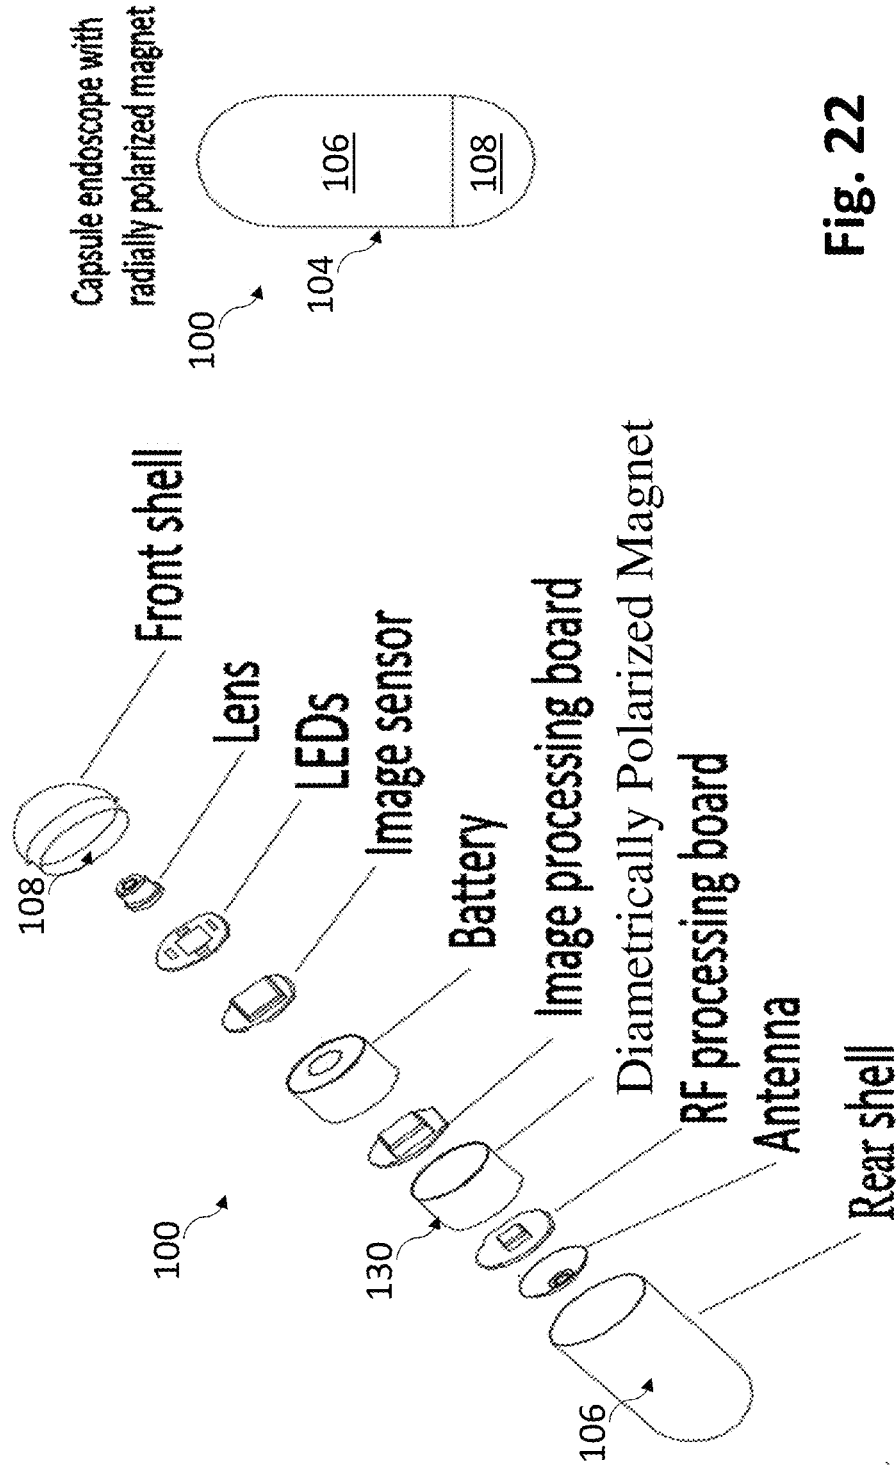 Capsule endoscope with
radially polarized magnet
100
104
106
108
Fig. 22
Front shell
108
Lens
LEDs
Image sensor
Battery
Image processing board
Diametrically Polarized Magnet
RF processing board
Antenna
Rear shell
100
130
106